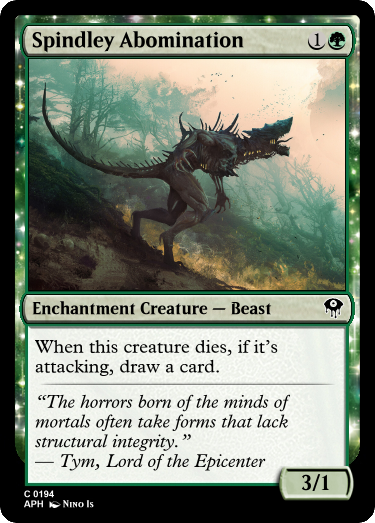 Spindley Abomination 1
Enchantment Creature — Beast
When this creature dies, if it's
attacking, draw a card.
“The horrors born of the minds of
mortals often take forms that lack
structural integrity.”
— Tym, Lord of the Epicenter
3/1
C 0194
APH Nino Is